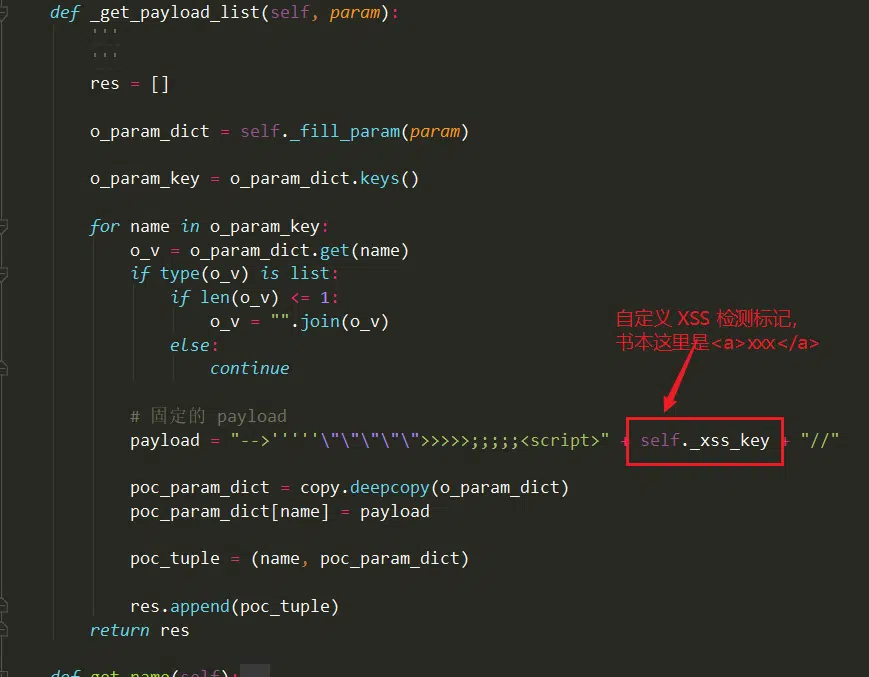 def _get_payload_list(self, param):
'''
'''
res = []
o_param_dict = self._fill_param(param)
o_param_key = o_param_dict.keys()
for name in o_param_key:
o_v = o_param_dict.get(name)
if type(o_v) is list:
if len(o_v) <= 1:
o_v = "".join(o_v)
else:
continue
自定义 XSS 检测标记,
书本这里是<a>xxx</a>
# 固定的 payload
payload = "-->'''''\"\"\"\"\">>>>>;;;;;<script>" + self._xss_key + "//"
poc_param_dict = copy.deepcopy(o_param_dict)
poc_param_dict[name] = payload
poc_tuple = (name, poc_param_dict)
res.append(poc_tuple)
return res
def get_name(self):